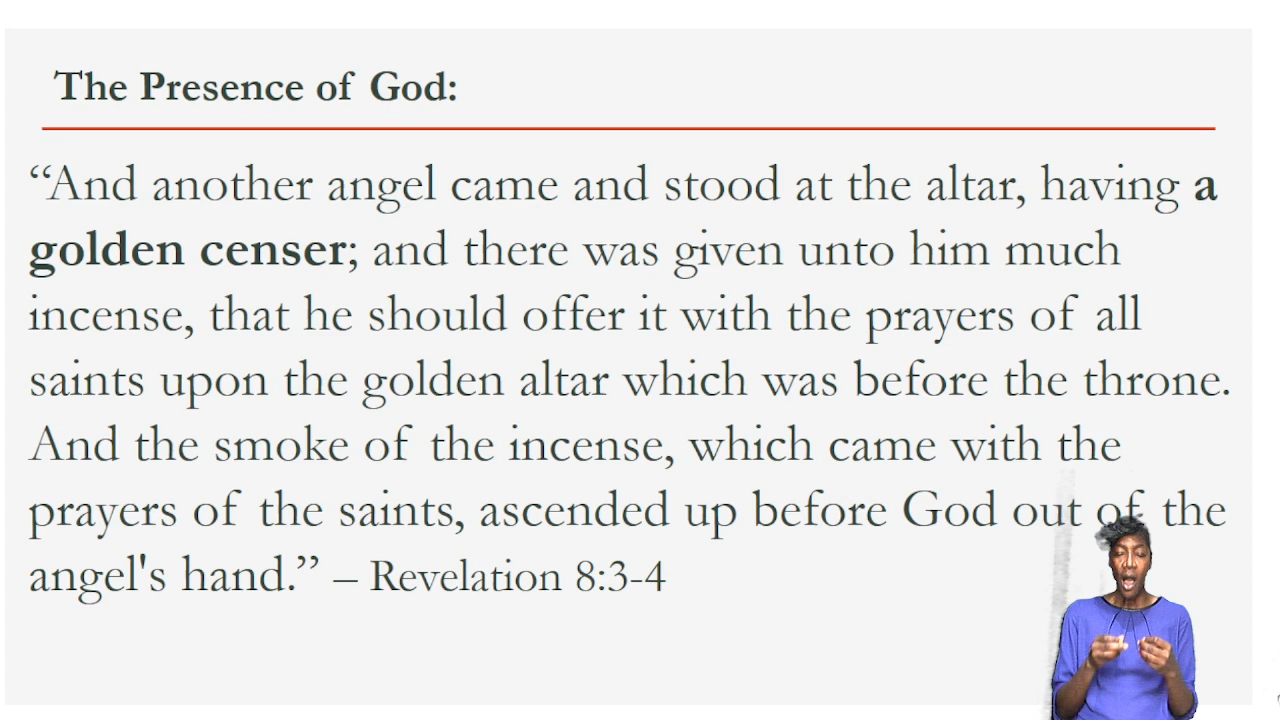 The Presence of God:
“And another angel came and stood at the altar, having a
golden censer; and there was given unto him much
incense, that he should offer it with the prayers of all
saints upon the golden altar which was before the throne.
And the smoke of the incense, which came with the
prayers of the saints, ascended up before God out of the
angel's hand.” – Revelation 8:3-4